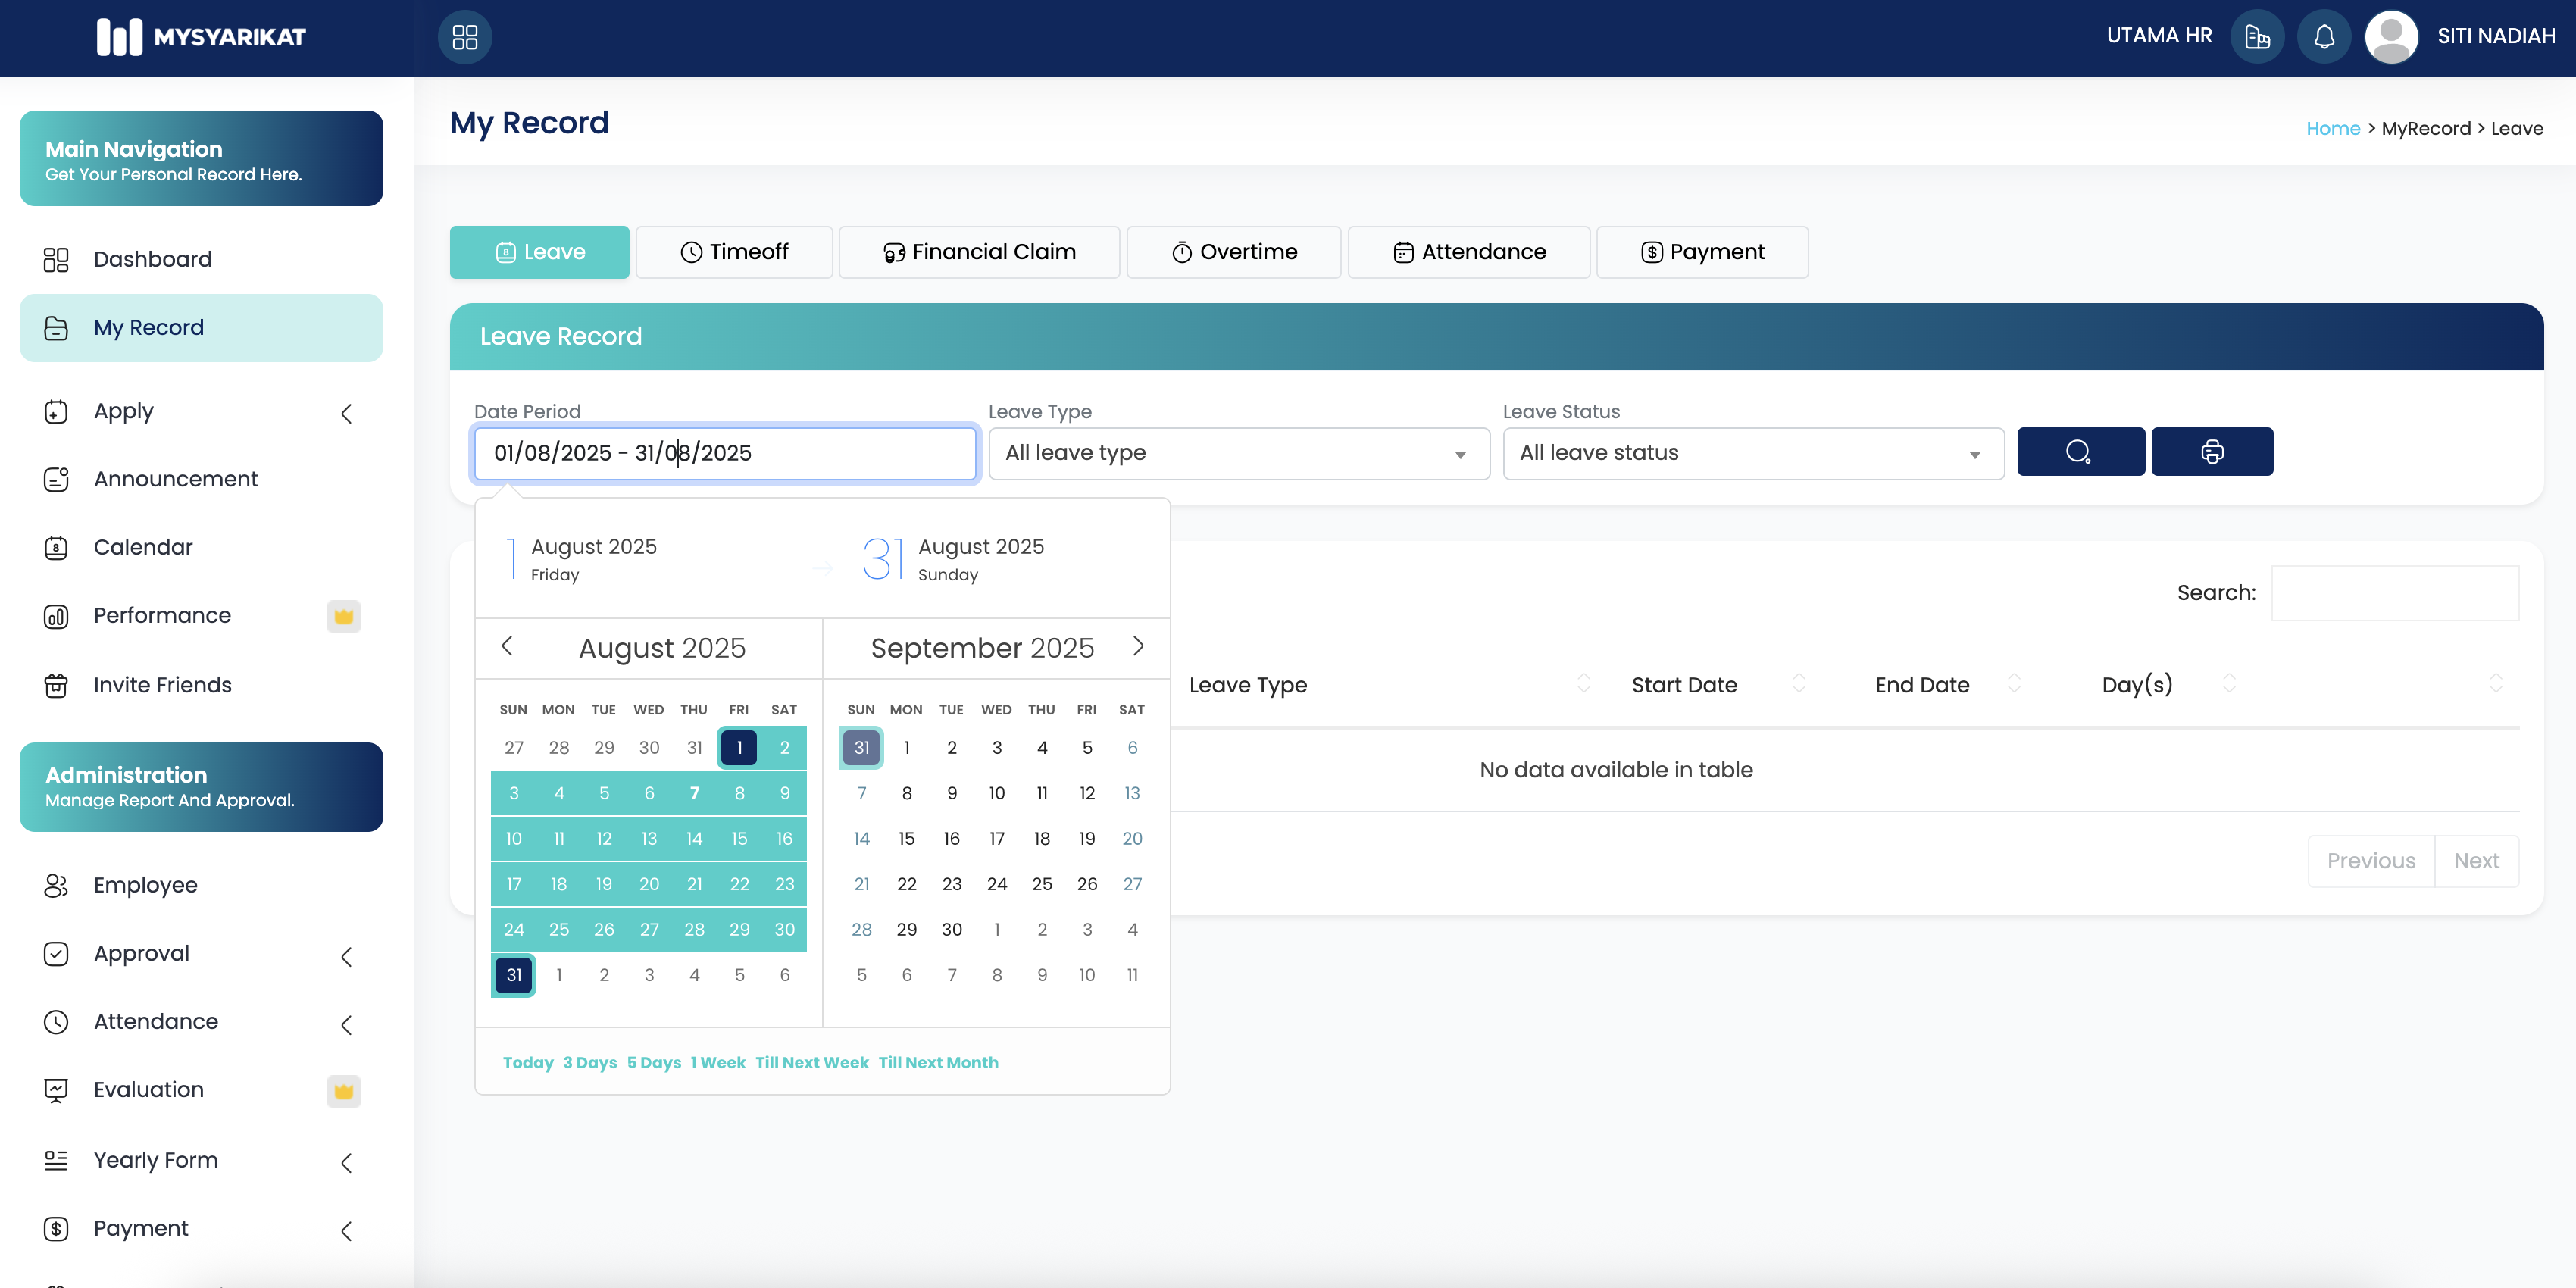 MYSYARIKAT
UTAMA HR
SITI NADIAH
Main Navigation
Get Your Personal Record Here.
Dashboard
My Record
Apply
Announcement
8
Calendar
Performance
Invite Friends
Administration
Manage Report And Approval.
Employee
Approval
Attendance
Evaluation
Yearly Form
$ Payment
My Record
Home > MyRecord > Leave
8 Leave
Timeoff
Financial Claim
Overtime
Attendance
$ Payment
Leave Record
Date Period
01/08/2025 - 31/08/2025
Leave Type
All leave type
Leave Status
All leave status
1 August 2025
Friday
→
31 August 2025
Sunday
August 2025
SUN MON TUE WED THU FRI SAT
27 28 29 30 31 1 2
3 4 5 6 7 8 9
10 11 12 13 14 15 16
17 18 19 20 21 22 23
24 25 26 27 28 29 30
31 1 2 3 4 5 6
September 2025
SUN MON TUE WED THU FRI SAT
31 1 2 3 4 5 6
7 8 9 10 11 12 13
14 15 16 17 18 19 20
21 22 23 24 25 26 27
28 29 30 1 2 3 4
5 6 7 8 9 10 11
Today 3 Days 5 Days 1 Week Till Next Week Till Next Month
Search:
Leave Type Start Date End Date Day(s)
No data available in table
Previous Next